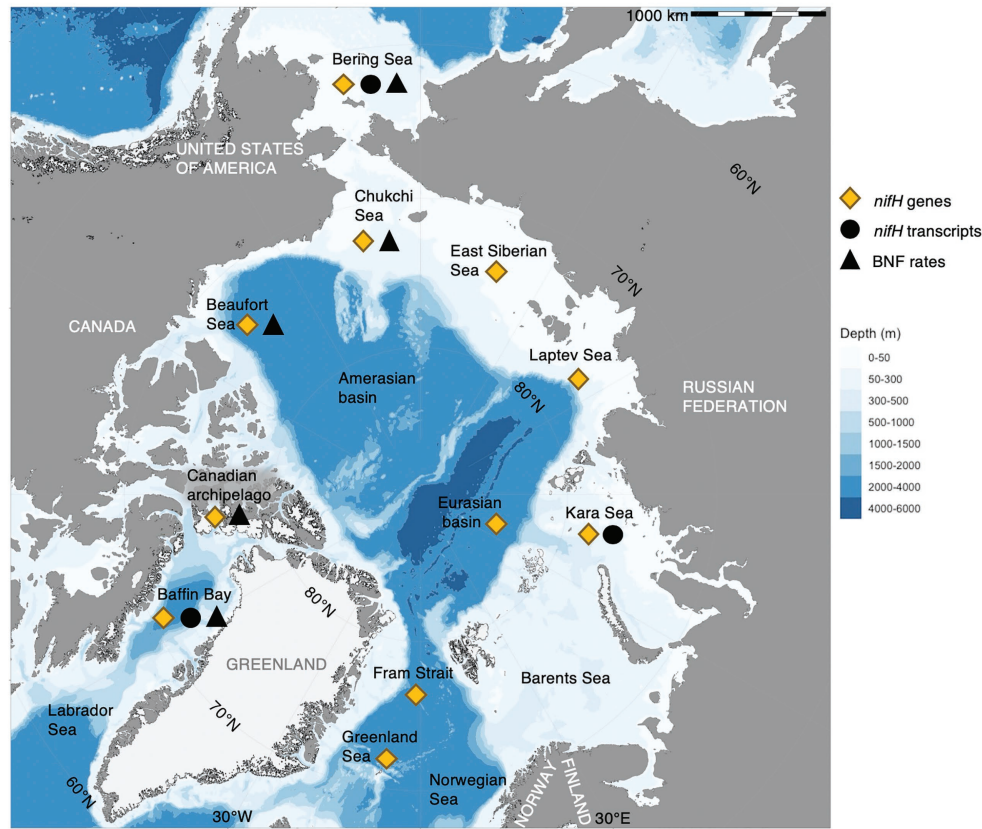 1000 km
Bering Sea
UNITED STATES
OF AMERICA
60°N
Chukchi
Sea
East Siberian
Sea
70°N
Beaufort
Sea
CANADA
Laptev Sea
Amerasian
basin
80°N
RUSSIAN
FEDERATION
Canadian
archipelago
Eurasian
basin
Kara Sea
Baffin Bay
80°N
GREENLAND
Fram Strait
Barents Sea
Labrador
Sea
70°N
Greenland
Sea
Norwegian
Sea
60°N
30°W
NORWAY
FINLAND
30°E
nifH genes
nifH transcripts
BNF rates
Depth (m)
0-50
50-300
300-500
500-1000
1000-1500
1500-2000
2000-4000
4000-6000